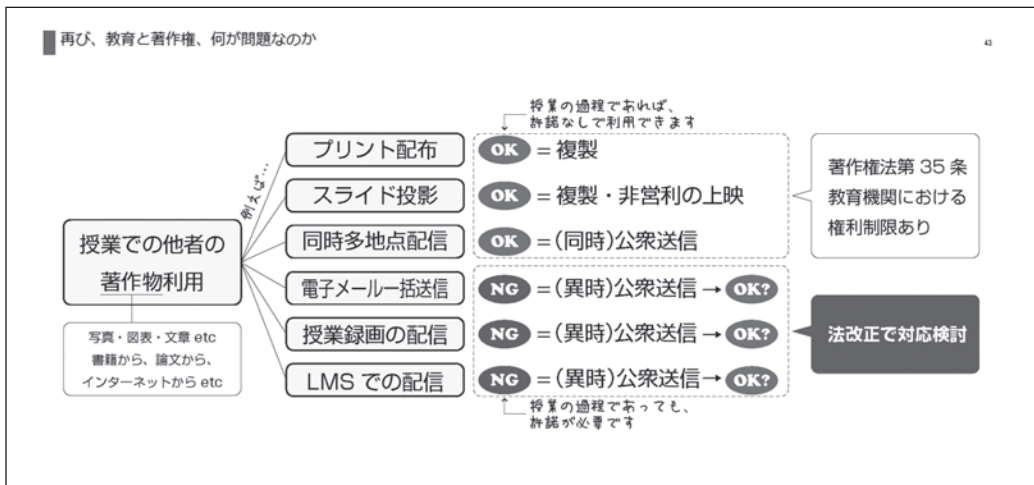 再び、教育と著作権、何が問題なのか
43
授業の過程であれば、
許諾なしで利用できます
例えば…
プリント配布
OK = 複製
スライド投影
OK = 複製・非営利の上映
同時多地点配信
OK = (同時)公衆送信
著作権法第 35 条
教育機関における
権利制限あり
授業での他者の
著作物利用
写真・図表・文章 etc
書籍から、論文から、
インターネットから etc
電子メール一括送信
NG = (異時)公衆送信 → OK?
授業録画の配信
NG = (異時)公衆送信 → OK?
LMS での配信
NG = (異時)公衆送信 → OK?
法改正で対応検討
授業の過程であっても、
許諾が必要です